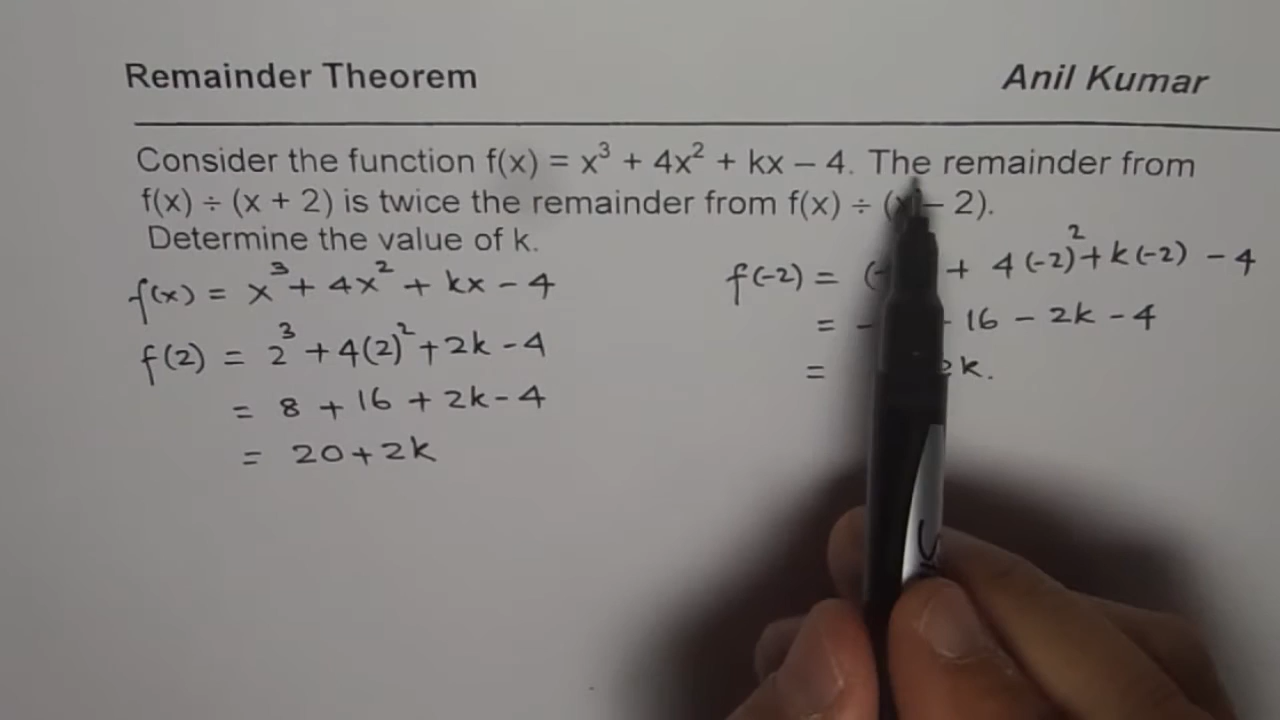 Remainder Theorem Anil Kumar
Consider the function f(x) = x³ + 4x² + kx – 4. The remainder from
f(x) ÷ (x + 2) is twice the remainder from f(x) ÷ (x – 2).
Determine the value of k.
f(x) = x³ + 4x² + kx – 4
f(2) = 2³ + 4(2)² + 2k – 4
= 8 + 16 + 2k – 4
= 20 + 2k
f(-2) = (- + 4(-2)² + k(-2) – 4
= - 16 – 2k – 4
= k.